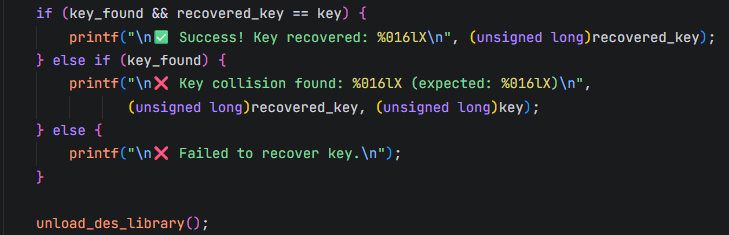 if (key_found && recovered_key == key) {
    printf("\n✅ Success! Key recovered: %016lX\n", (unsigned long)recovered_key);
} else if (key_found) {
    printf("\n❌ Key collision found: %016lX (expected: %016lX)\n",
           (unsigned long)recovered_key, (unsigned long)key);
} else {
    printf("\n❌ Failed to recover key.\n");
}

unload_des_library();